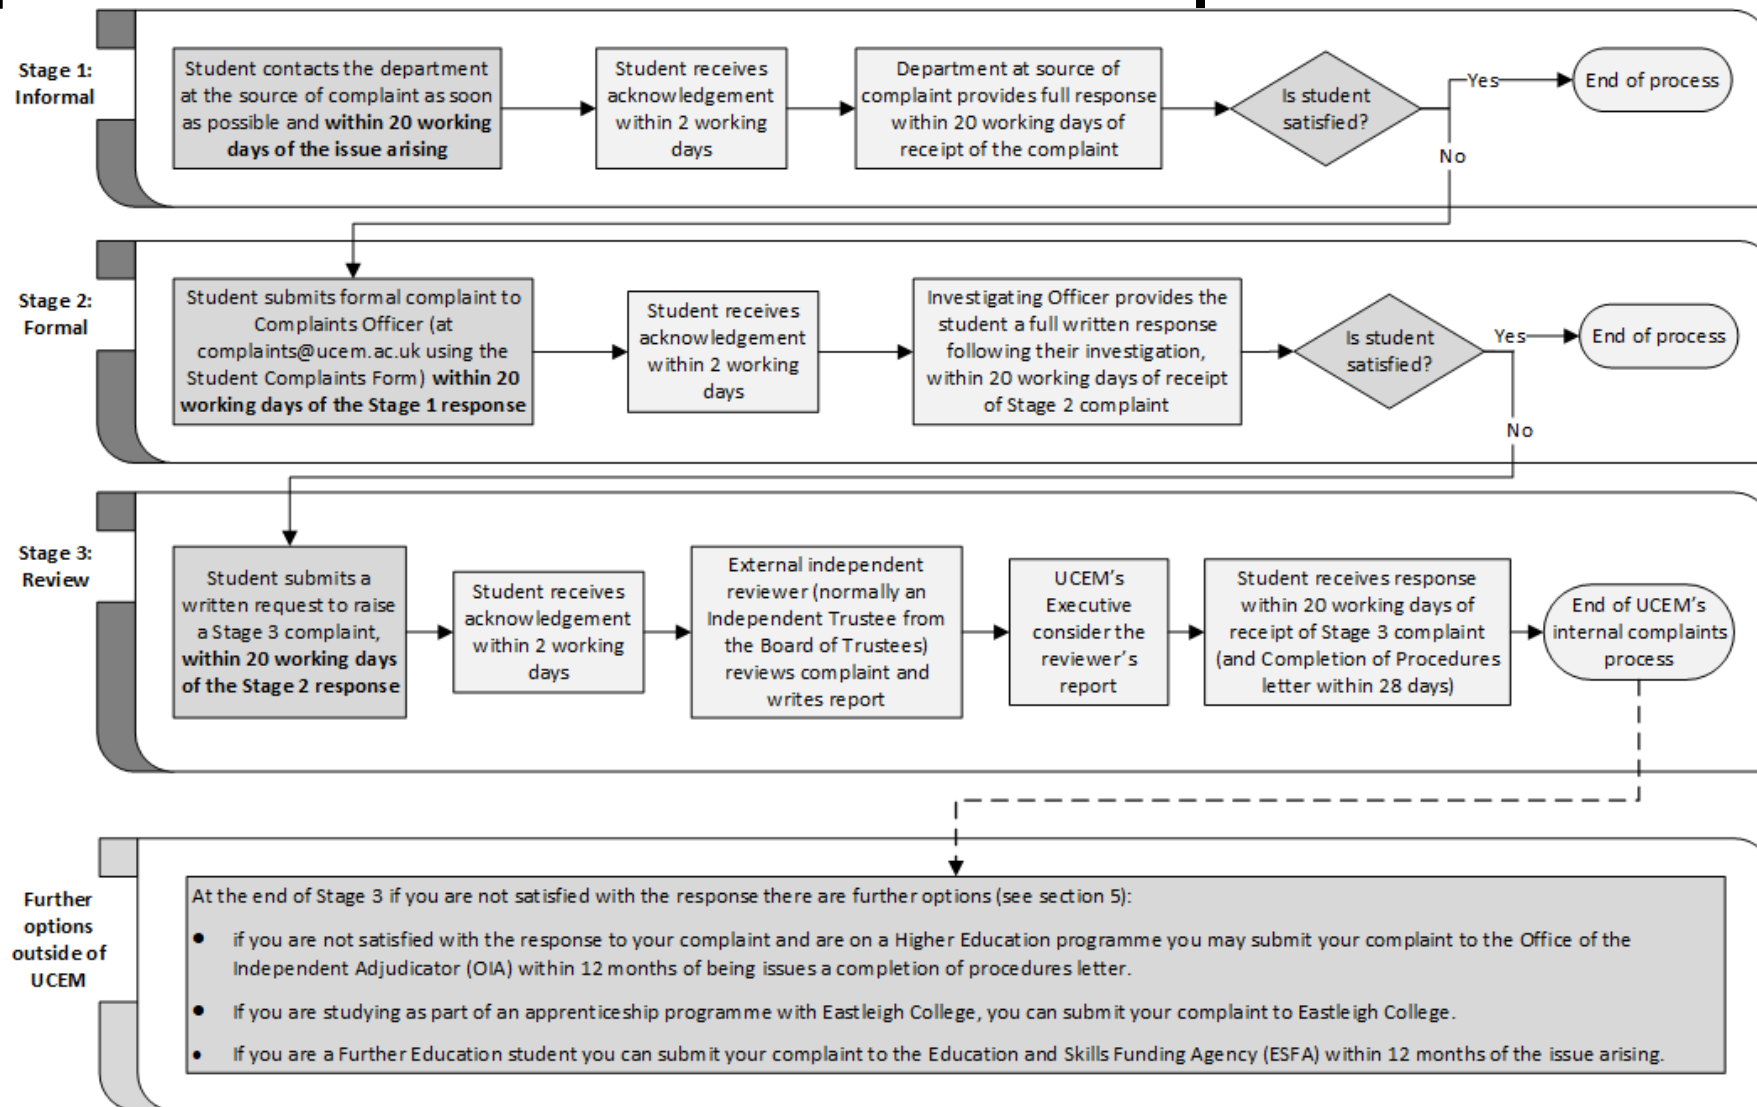 Stage 1:
Informal
Student contacts the department
at the source of complaint as soon
as possible and within 20 working
days of the issue arising
Student receives
acknowledgement
within 2 working
days
Department at source of
complaint provides full response
within 20 working days of
receipt of the complaint
Is student
satisfied?
Yes
End of process
No
Stage 2:
Formal
Student submits formal complaint to
Complaints Officer (at
complaints@ucem.ac.uk using the
Student Complaints Form) within 20
working days of the Stage 1 response
Student receives
acknowledgement
within 2 working
days
Investigating Officer provides the
student a full written response
following their investigation,
within 20 working days of receipt
of Stage 2 complaint
Is student
satisfied?
Yes
End of process
No
Stage 3:
Review
Student submits a
written request to raise
a Stage 3 complaint,
within 20 working days
of the Stage 2 response
Student receives
acknowledgement
within 2 working
days
External independent
reviewer (normally an
Independent Trustee from
the Board of Trustees)
reviews complaint and
writes report
UCEM's
Executive
consider the
reviewer's
report
Student receives response
within 20 working days of
receipt of Stage 3 complaint
(and Completion of Procedures
letter within 28 days)
End of UCEM's
internal complaints
process
Further
options
outside of
UCEM
At the end of Stage 3 if you are not satisfied with the response there are further options (see section 5):
● if you are not satisfied with the response to your complaint and are on a Higher Education programme you may submit your complaint to the Office of the
Independent Adjudicator (OIA) within 12 months of being issues a completion of procedures letter.
● If you are studying as part of an apprenticeship programme with Eastleigh College, you can submit your complaint to Eastleigh College.
● If you are a Further Education student you can submit your complaint to the Education and Skills Funding Agency (ESFA) within 12 months of the issue arising.